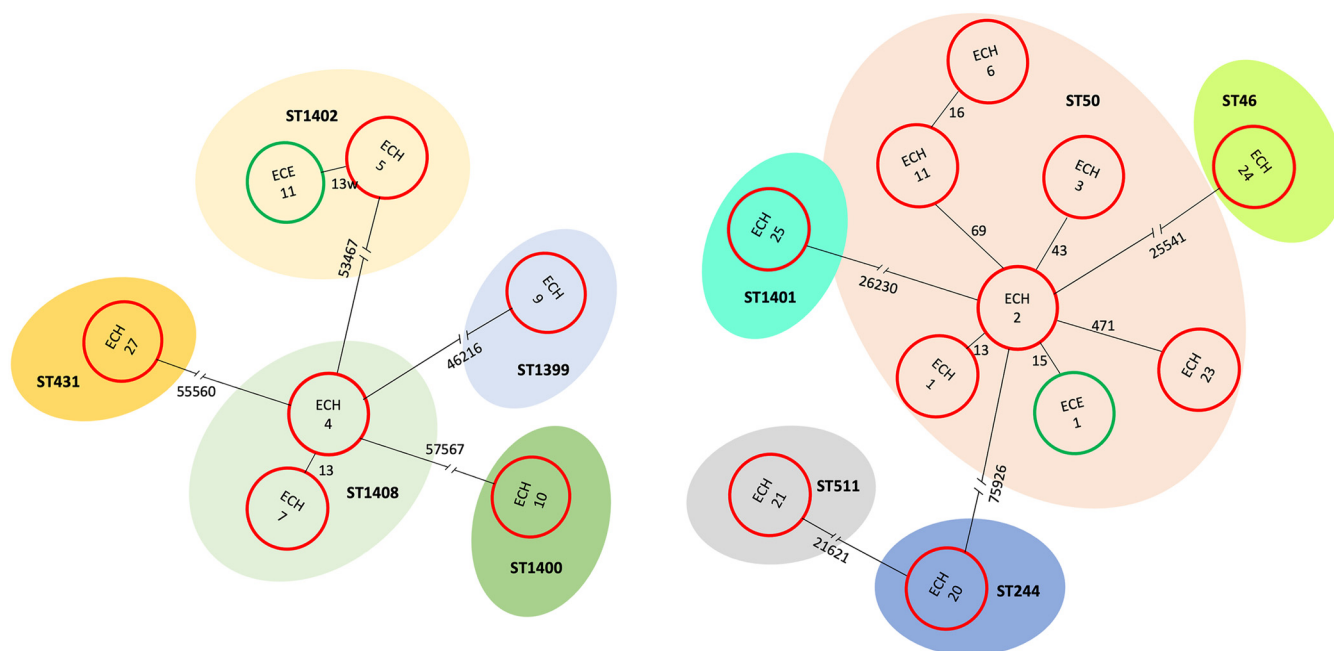 ST1402
ECH
5
ECE
11
13w
53467
ECH
9
ST1399
46216
ECH
27
ST431
55560
ECH
4
13
ECH
7
ST1408
57567
ECH
10
ST1400
ECH
6
16
ST50
ECH
11
ECH
3
69
43
ST46
ECH
24
25541
ECH
25
ST1401
26230
ECH
2
471
ECH
23
13
ECH
1
15
ECE
1
75926
ECH
21
ST511
21621
ECH
20
ST244